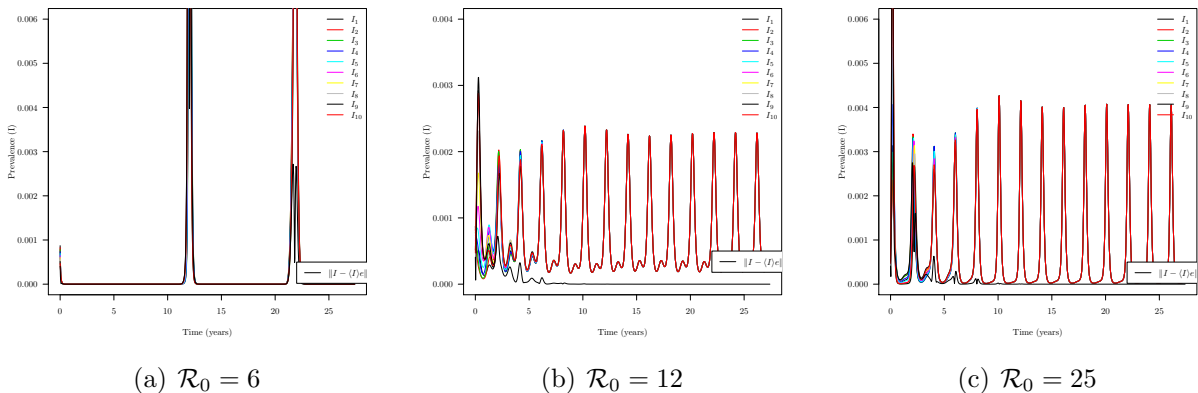 0.006
0.005
0.004
0.003
0.002
0.001
0.000
Prevalence (I)
0 5 10 15 20 25
Time (years)
I₁
I₂
I₃
I₄
I₅
I₆
I₇
I₈
I₉
I₁₀
‖I − ⟨I⟩e‖
(a) ℛ₀ = 6
0.004
0.003
0.002
0.001
0.000
Prevalence (I)
0 5 10 15 20 25
Time (years)
I₁
I₂
I₃
I₄
I₅
I₆
I₇
I₈
I₉
I₁₀
‖I − ⟨I⟩e‖
(b) ℛ₀ = 12
0.006
0.005
0.004
0.003
0.002
0.001
0.000
Prevalence (I)
0 5 10 15 20 25
Time (years)
I₁
I₂
I₃
I₄
I₅
I₆
I₇
I₈
I₉
I₁₀
‖I − ⟨I⟩e‖
(c) ℛ₀ = 25